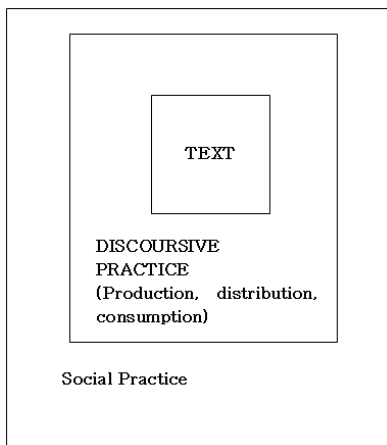 TEXT
DISCOURSIVE
PRACTICE
(Production, distribution,
consumption)
Social Practice